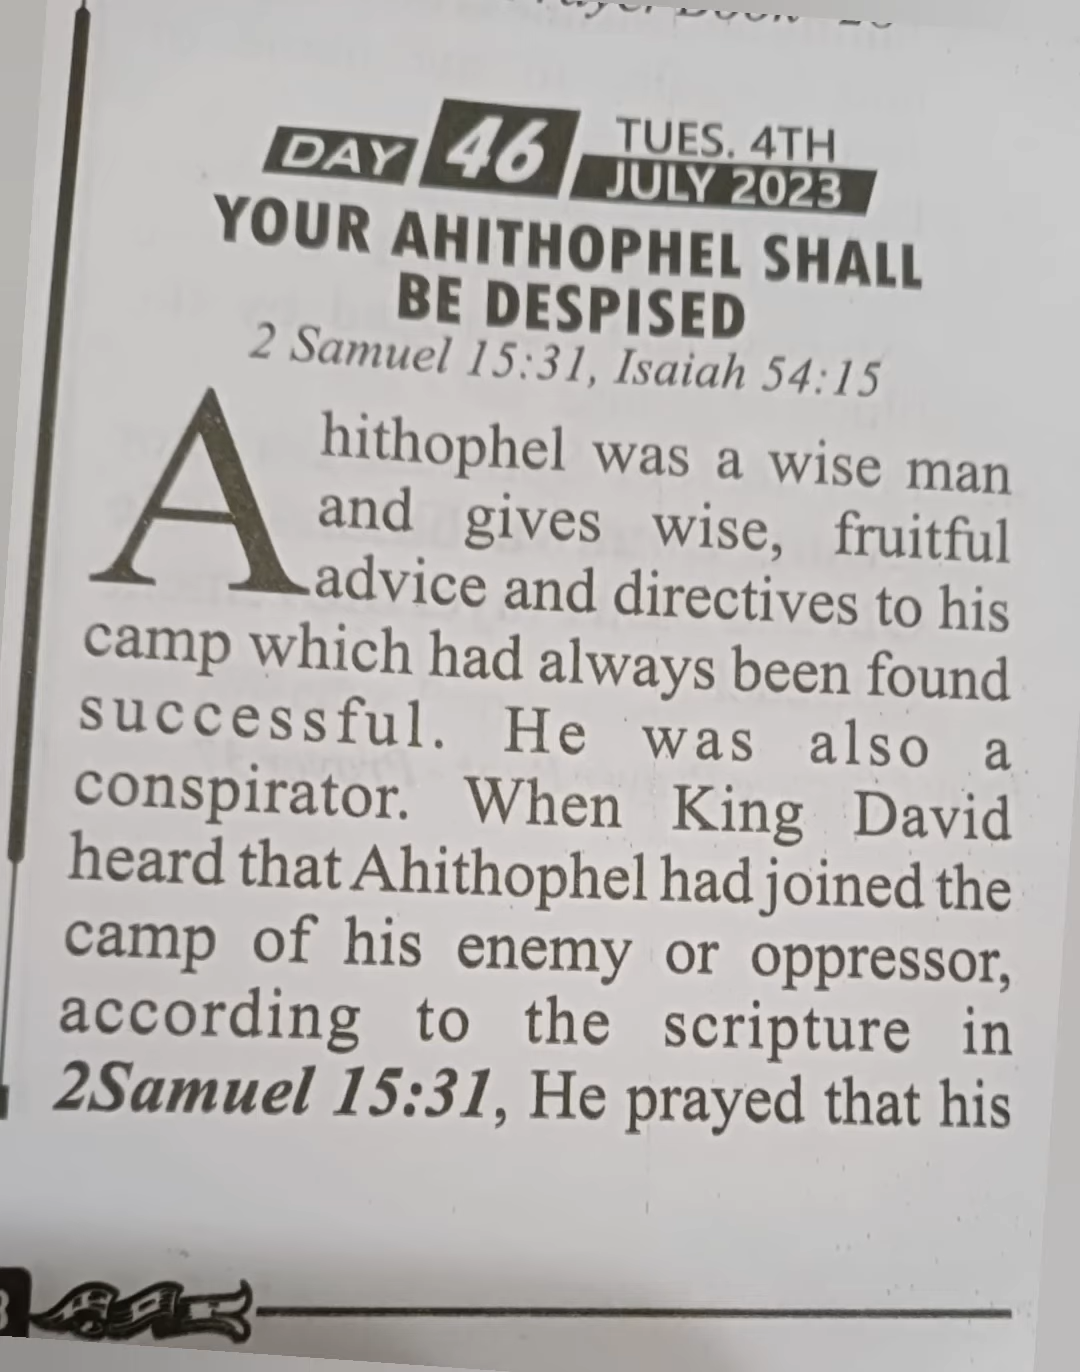 DAY 46 TUES. 4TH
JULY 2023
YOUR AHITHOPHEL SHALL
BE DESPISED
2 Samuel 15:31, Isaiah 54:15
Ahithophel was a wise man
and gives wise, fruitful
advice and directives to his
camp which had always been found
successful. He was also a
conspirator. When King David
heard that Ahithophel had joined the
camp of his enemy or oppressor,
according to the scripture in
2Samuel 15:31, He prayed that his